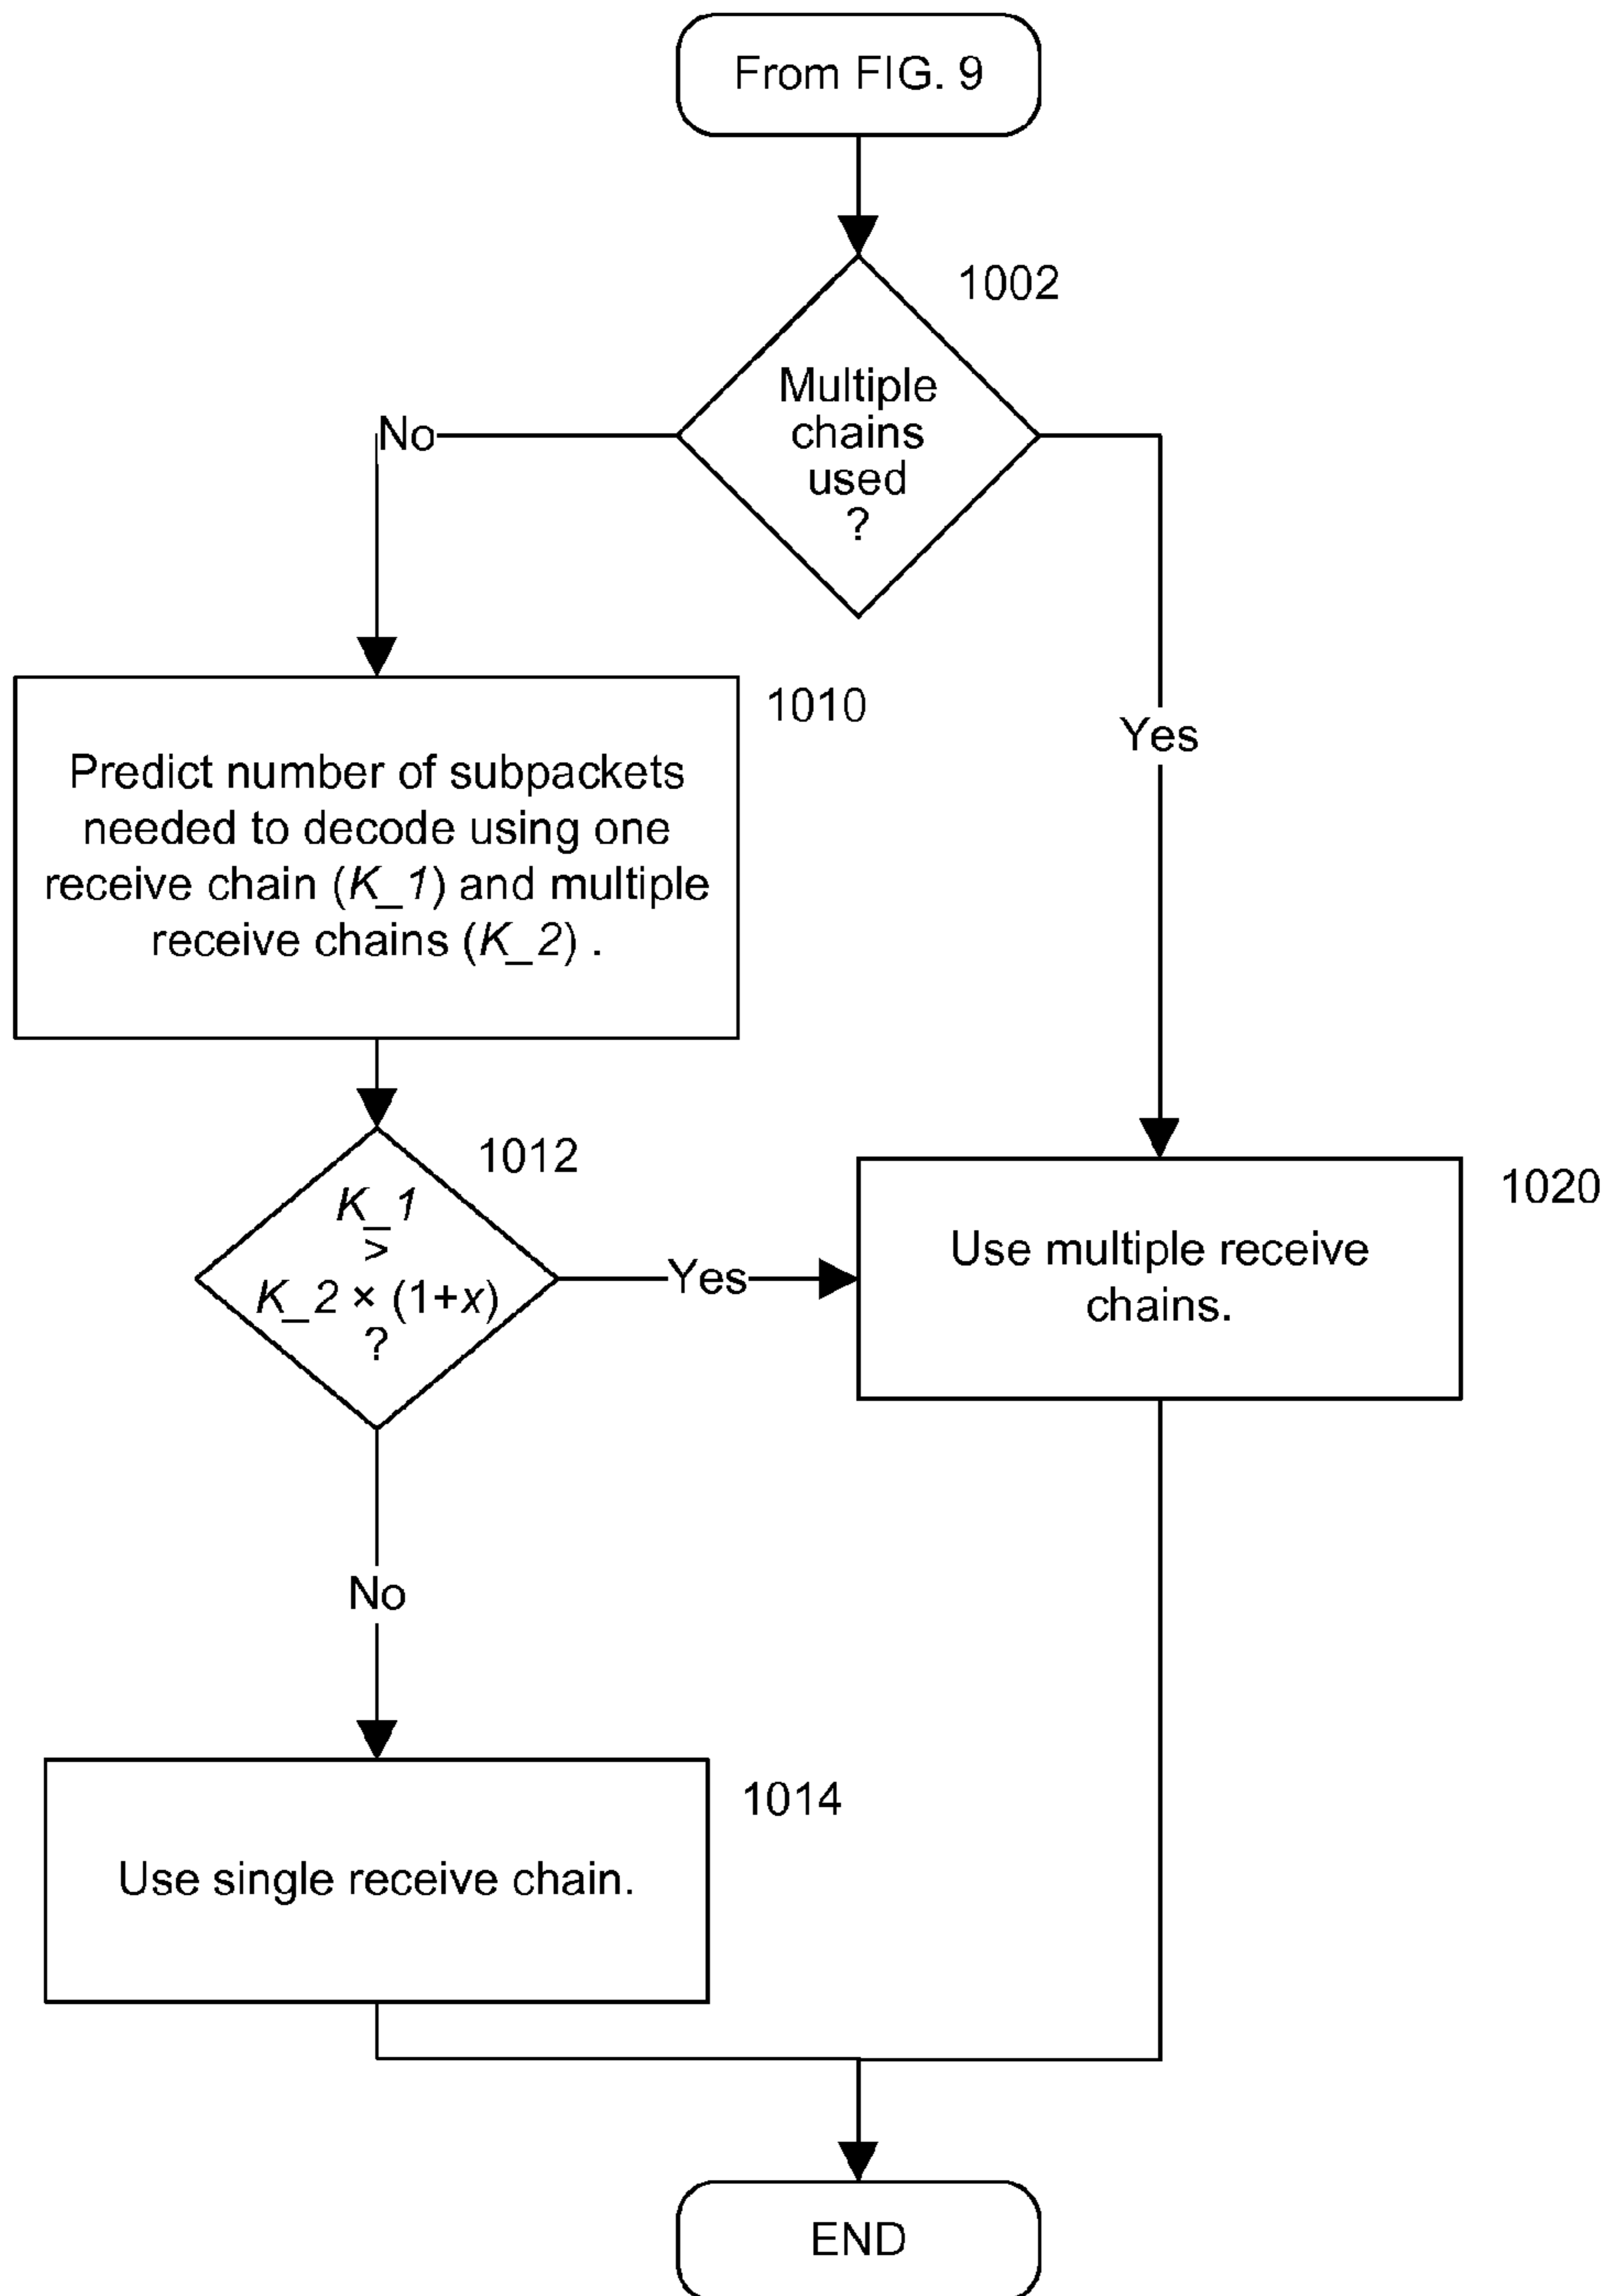 From FIG. 9
1002
Multiple
chains
used
?
No
Yes
1010
Predict number of subpackets
needed to decode using one
receive chain (K_1) and multiple
receive chains (K_2) .
1012
K_1
>
K_2 × (1+x)
?
Yes
1020
Use multiple receive
chains.
No
1014
Use single receive chain.
END